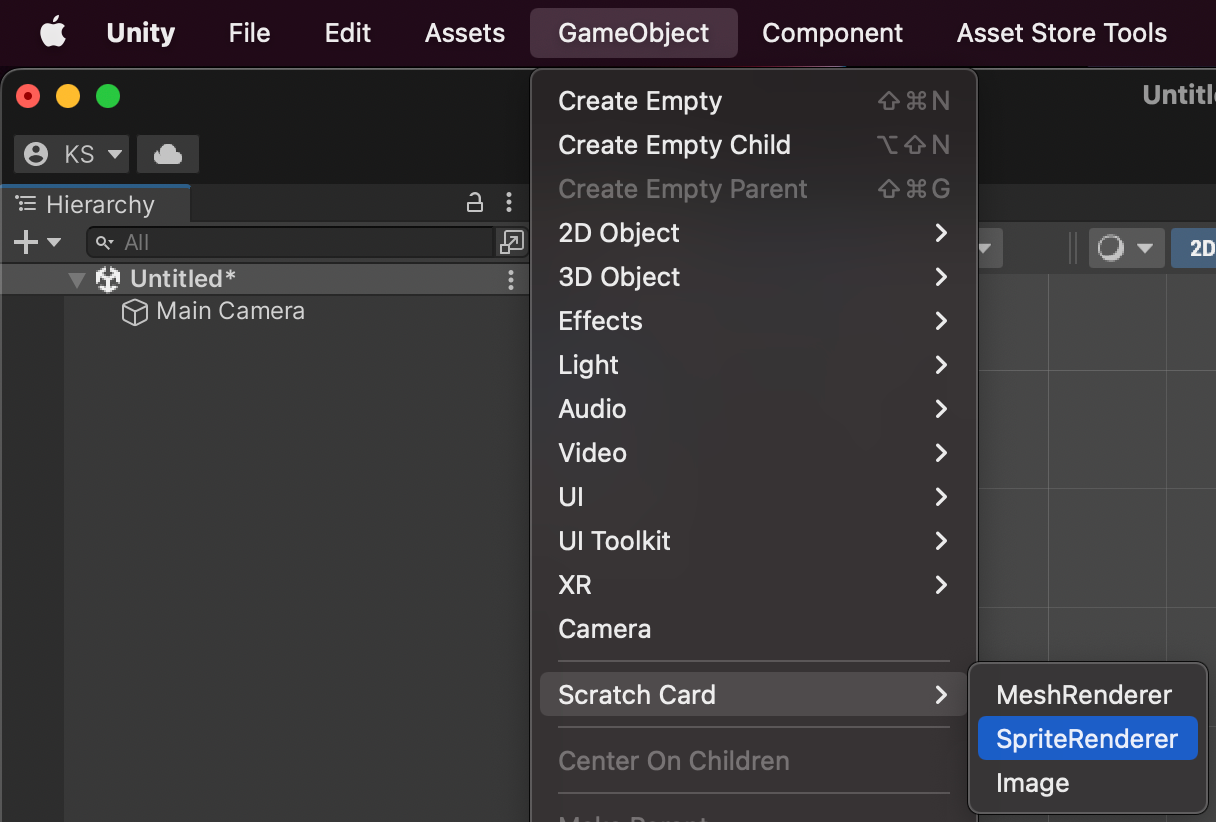 Unity File Edit Assets GameObject Component Asset Store Tools
Untitl
KS
Hierarchy
All
Untitled*
Main Camera
Create Empty ⇧⌘N
Create Empty Child ⌥⇧N
Create Empty Parent ⇧⌘G
2D Object
3D Object
Effects
Light
Audio
Video
UI
UI Toolkit
XR
Camera
Scratch Card
Center On Children
Make Parent
MeshRenderer
SpriteRenderer
Image
2D